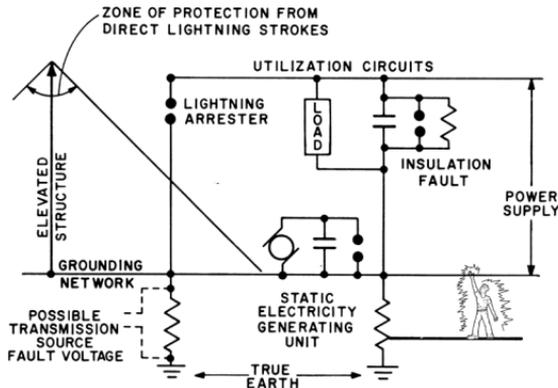 ZONE OF PROTECTION FROM
DIRECT LIGHTNING STROKES
UTILIZATION CIRCUITS
LIGHTNING
ARRESTER
LOAD
INSULATION
FAULT
POWER
SUPPLY
ELEVATED
STRUCTURE
GROUNDING
NETWORK
POSSIBLE
TRANSMISSION
SOURCE
FAULT VOLTAGE
STATIC
ELECTRICITY
GENERATING
UNIT
TRUE
EARTH